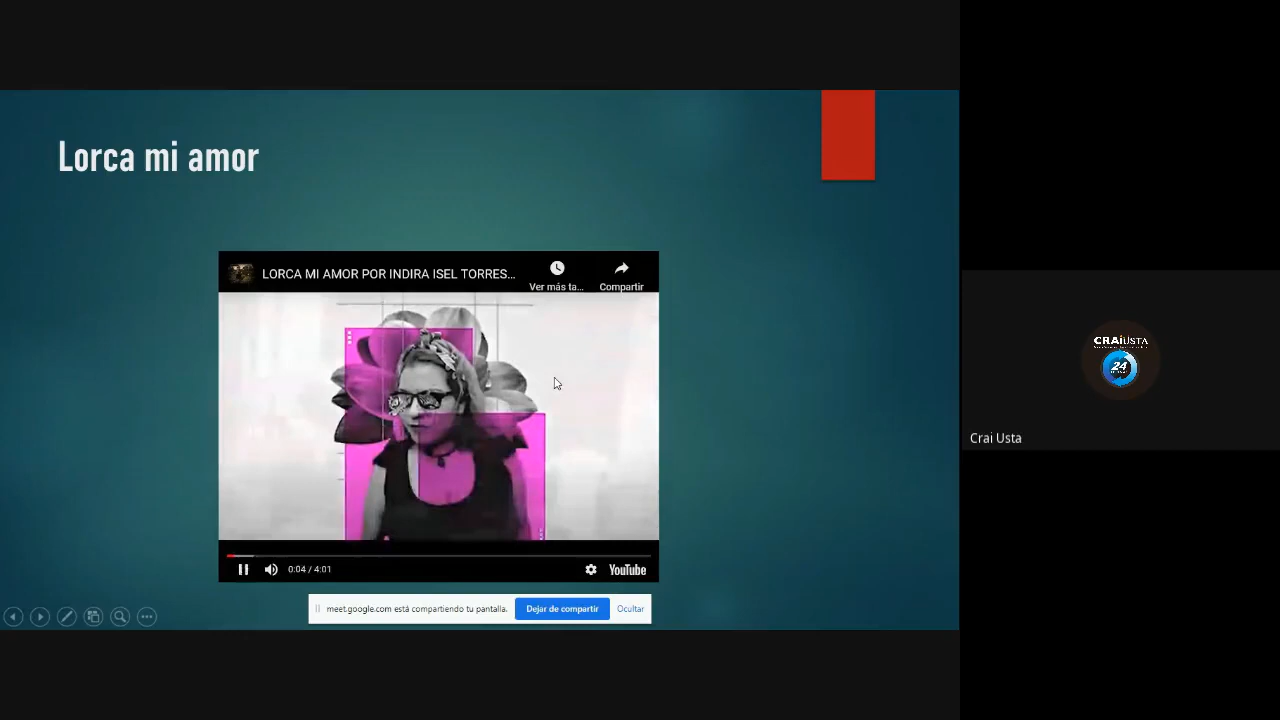 Lorca mi amor
LORCA MI AMOR POR INDIRA ISEL TORRES...
Ver más ta...
Compartir
0:04 / 4:01
YouTube
meet.google.com está compartiendo tu pantalla.
Dejar de compartir
Ocultar
CRAIUSTA
24
Crai Usta